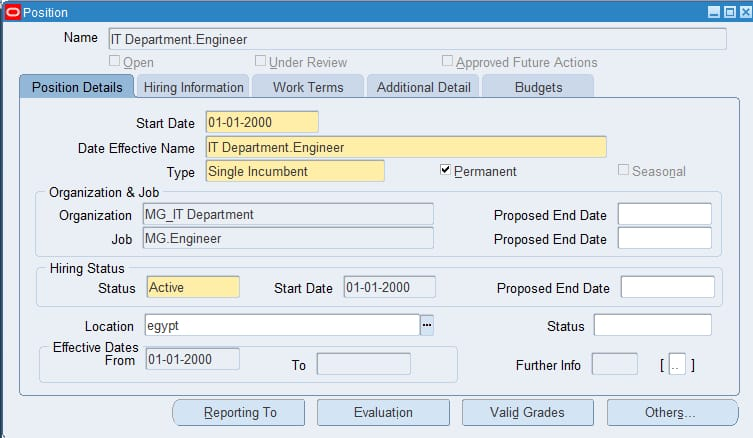 Position
Name IT Department.Engineer
Open Under Review Approved Future Actions
Position Details Hiring Information Work Terms Additional Detail Budgets
Start Date 01-01-2000
Date Effective Name IT Department.Engineer
Type Single Incumbent Permanent Seasonal
Organization & Job
Organization MG_IT Department Proposed End Date
Job MG.Engineer Proposed End Date
Hiring Status
Status Active Start Date 01-01-2000 Proposed End Date
Location egypt ... Status
Effective Dates
From 01-01-2000 To Further Info [ .. ]
Reporting To Evaluation Valid Grades Others...